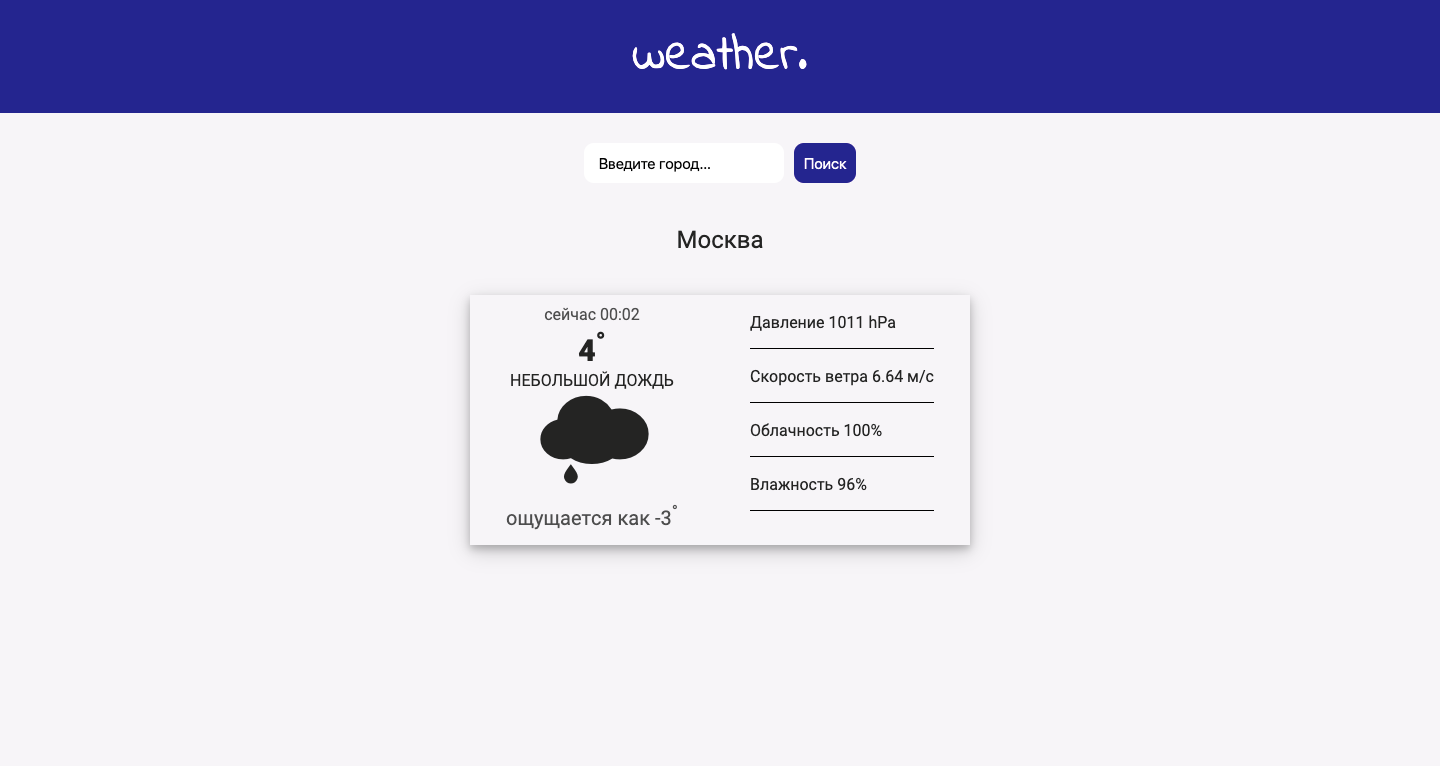 weather.
Введите город...
Поиск
Москва
сейчас 00:02
4°
НЕБОЛЬШОЙ ДОЖДЬ
ощущается как -3°
Давление 1011 hPa
Скорость ветра 6.64 м/с
Облачность 100%
Влажность 96%